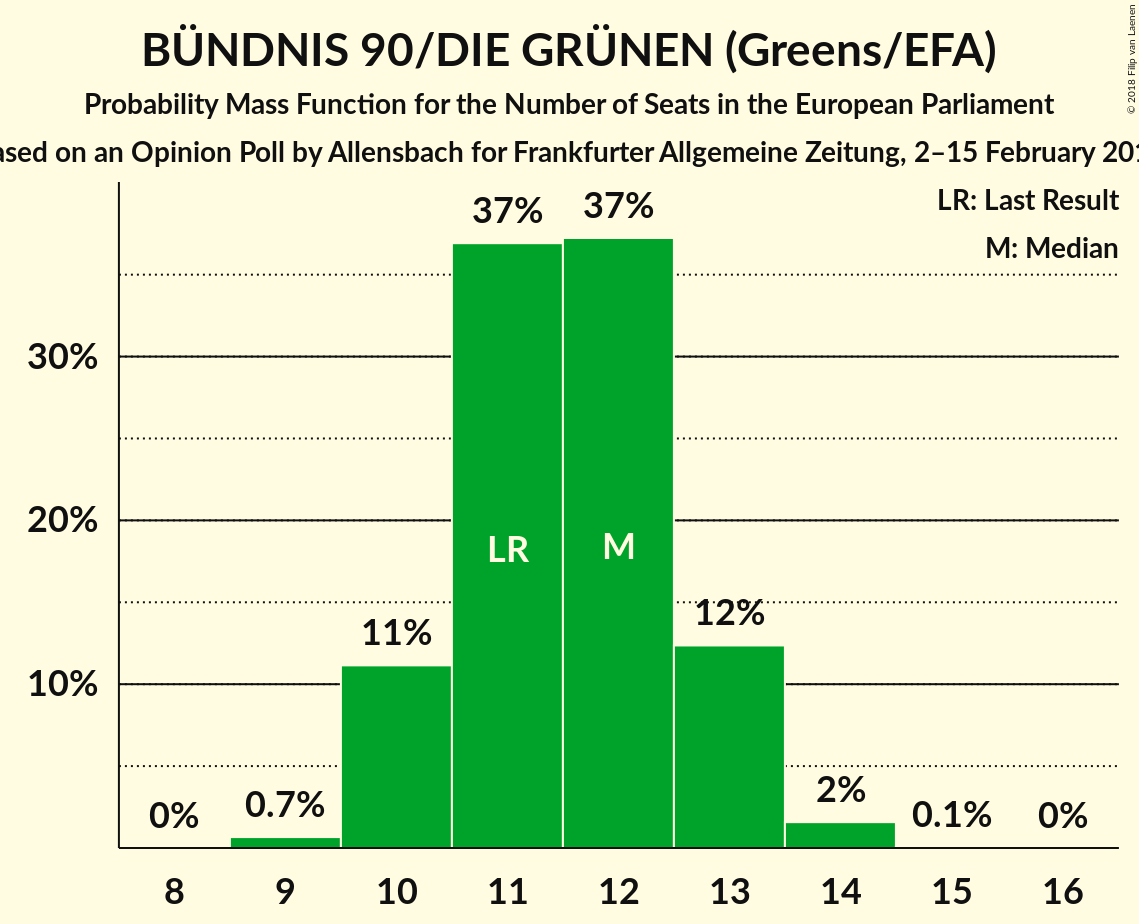 BÜNDNIS 90/DIE GRÜNEN (Greens/EFA)
Probability Mass Function for the Number of Seats in the European Parliament
on an Opinion Poll by Allensbach for Frankfurter Allgemeine Zeitung, 2–15 February
© 2018 Filip van Laenen
LR: Last Result
M: Median
37%
37%
30%
20%
10%
LR
M
11%
12%
0%
0.7%
2%
0.1%
0%
8 9 10 11 12 13 14 15 16